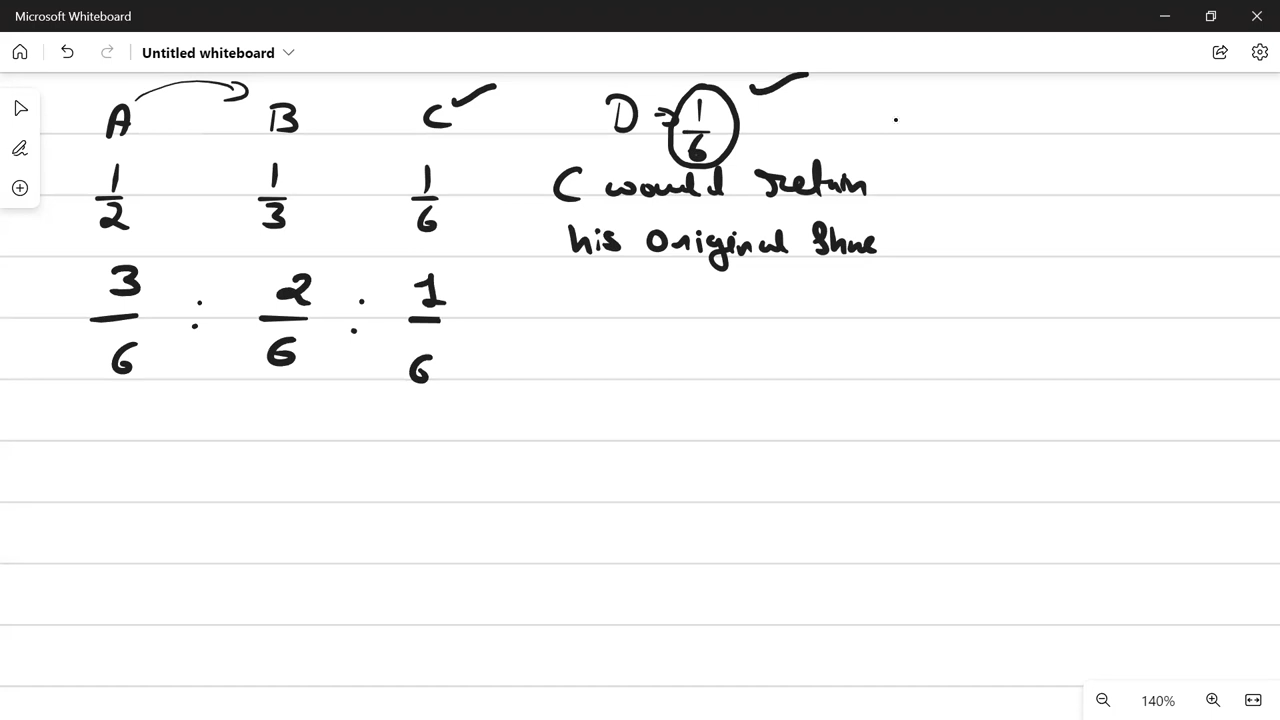 Microsoft Whiteboard
Untitled whiteboard
A B C D ⇒ 1/6
1/2 1/3 1/6 C would retain
his original Share
3/6 : 2/6 : 1/6
140%